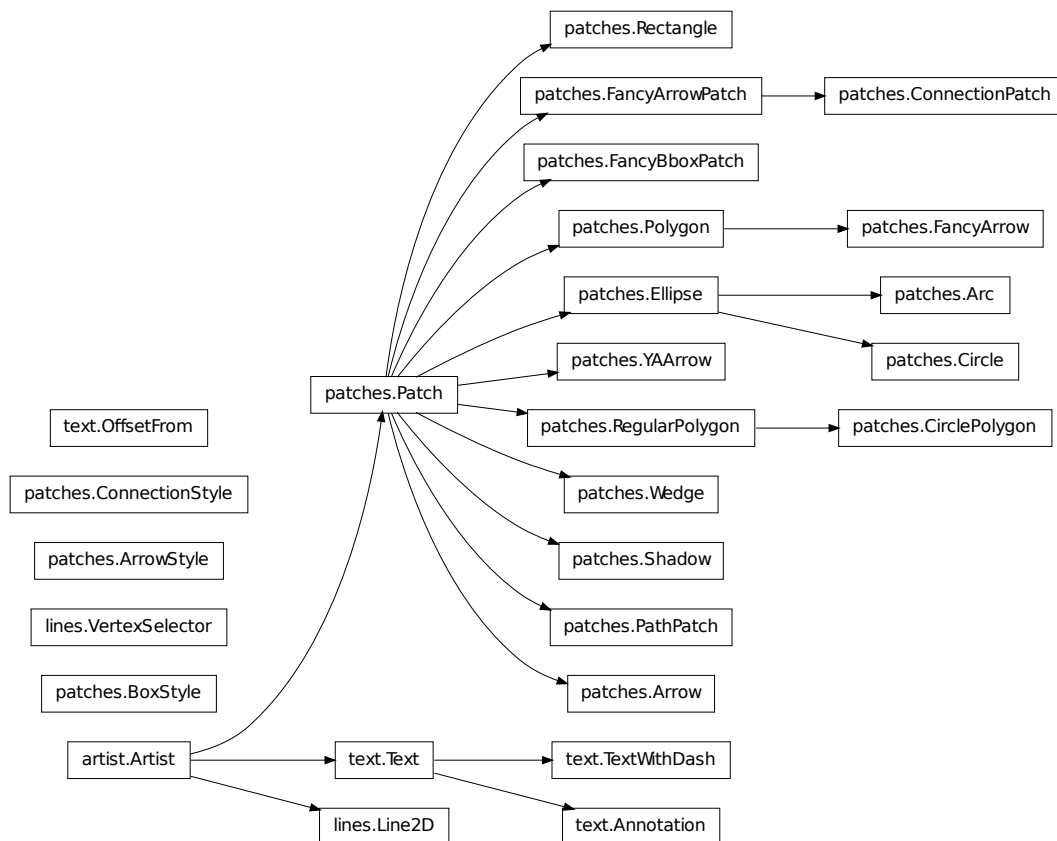 patches.Rectangle
patches.FancyArrowPatch
patches.ConnectionPatch
patches.FancyBboxPatch
patches.Polygon
patches.FancyArrow
patches.Ellipse
patches.Arc
patches.YAArrow
patches.Circle
patches.Patch
text.OffsetFrom
patches.RegularPolygon
patches.CirclePolygon
patches.ConnectionStyle
patches.Wedge
patches.ArrowStyle
patches.Shadow
lines.VertexSelector
patches.PathPatch
patches.BoxStyle
patches.Arrow
artist.Artist
text.Text
text.TextWithDash
lines.Line2D
text.Annotation